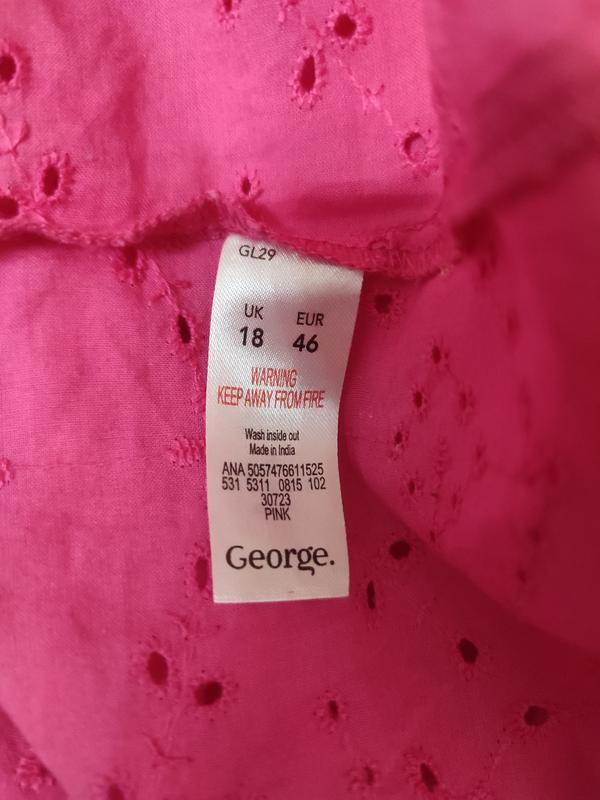 GL29
UK EUR
18 46
WARNING
KEEP AWAY FROM FIRE
Wash inside out
Made in India
ANA 5057476611525
531 5311 0815 102
30723
PINK
George.